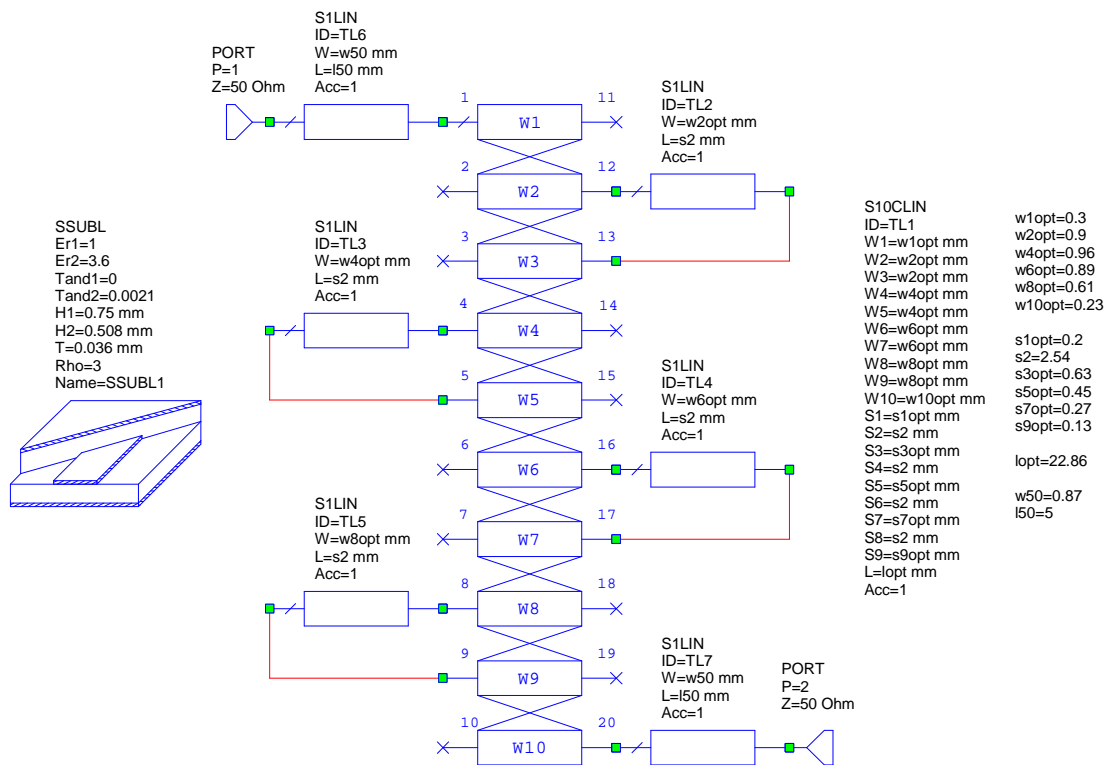 PORT
P=1
Z=50 Ohm
S1LIN
ID=TL6
W=w50 mm
L=l50 mm
Acc=1
1
W1
11
2
W2
12
S1LIN
ID=TL2
W=w2opt mm
L=s2 mm
Acc=1
3
W3
13
SSUBL
Er1=1
Er2=3.6
Tand1=0
Tand2=0.0021
H1=0.75 mm
H2=0.508 mm
T=0.036 mm
Rho=3
Name=SSUBL1
S1LIN
ID=TL3
W=w4opt mm
L=s2 mm
Acc=1
4
W4
14
5
W5
15
6
W6
16
S1LIN
ID=TL4
W=w6opt mm
L=s2 mm
Acc=1
7
W7
17
S1LIN
ID=TL5
W=w8opt mm
L=s2 mm
Acc=1
8
W8
18
9
W9
19
10
W10
20
S1LIN
ID=TL7
W=w50 mm
L=l50 mm
Acc=1
PORT
P=2
Z=50 Ohm
S10CLIN
ID=TL1
W1=w1opt mm
W2=w2opt mm
W3=w2opt mm
W4=w4opt mm
W5=w4opt mm
W6=w6opt mm
W7=w6opt mm
W8=w8opt mm
W9=w8opt mm
W10=w10opt mm
S1=s1opt mm
S2=s2 mm
S3=s3opt mm
S4=s2 mm
S5=s5opt mm
S6=s2 mm
S7=s7opt mm
S8=s2 mm
S9=s9opt mm
L=lopt mm
Acc=1
w1opt=0.3
w2opt=0.9
w4opt=0.96
w6opt=0.89
w8opt=0.61
w10opt=0.23
s1opt=0.2
s2=2.54
s3opt=0.63
s5opt=0.45
s7opt=0.27
s9opt=0.13
lopt=22.86
w50=0.87
l50=5